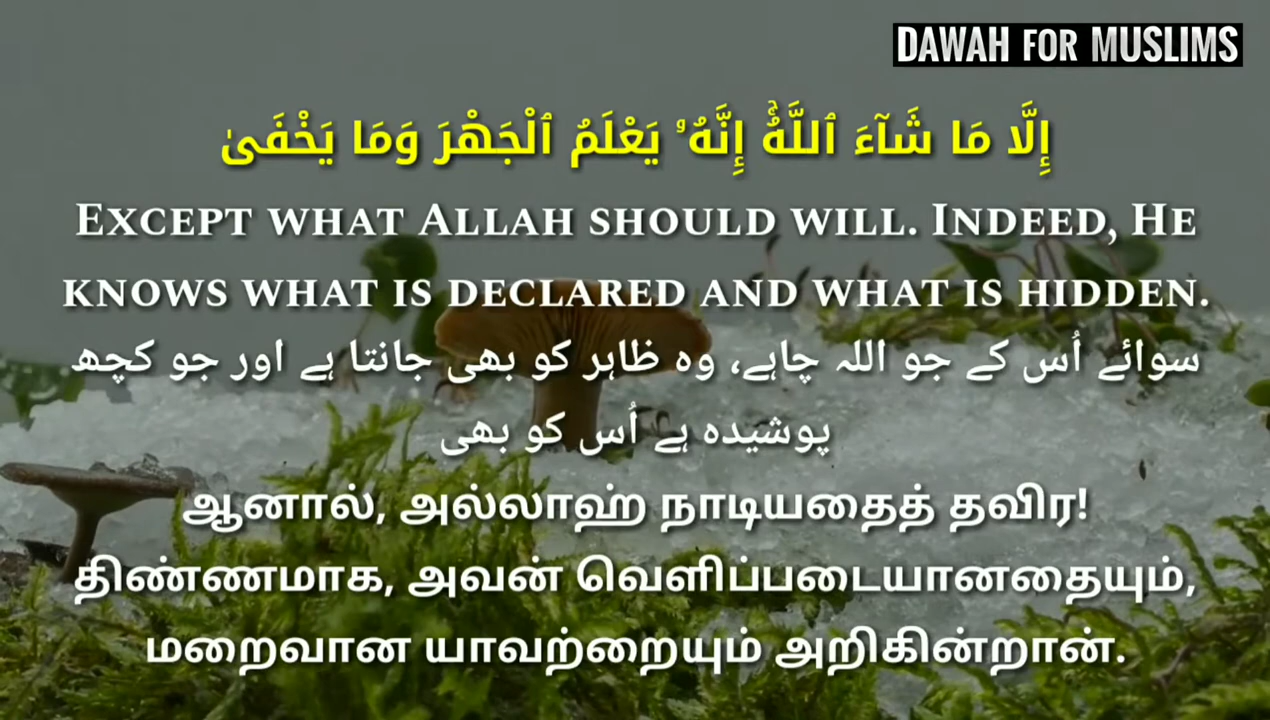 DAWAH FOR MUSLIMS
إِلَّا مَا شَآءَ ٱللَّهُۚ إِنَّهُۥ يَعْلَمُ ٱلْجَهْرَ وَمَا يَخْفَىٰ
EXCEPT WHAT ALLAH SHOULD WILL. INDEED, HE
KNOWS WHAT IS DECLARED AND WHAT IS HIDDEN.
سوائے اُس کے جو اللہ چاہے، وہ ظاہر کو بھی جانتا ہے اور جو کچھ
پوشیدہ ہے اُس کو بھی
ஆனால், அல்லாஹ் நாடியதைத் தவிர!
திண்ணமாக, அவன் வெளிப்படையானதையும்,
மறைவான யாவற்றையும் அறிகின்றான்.